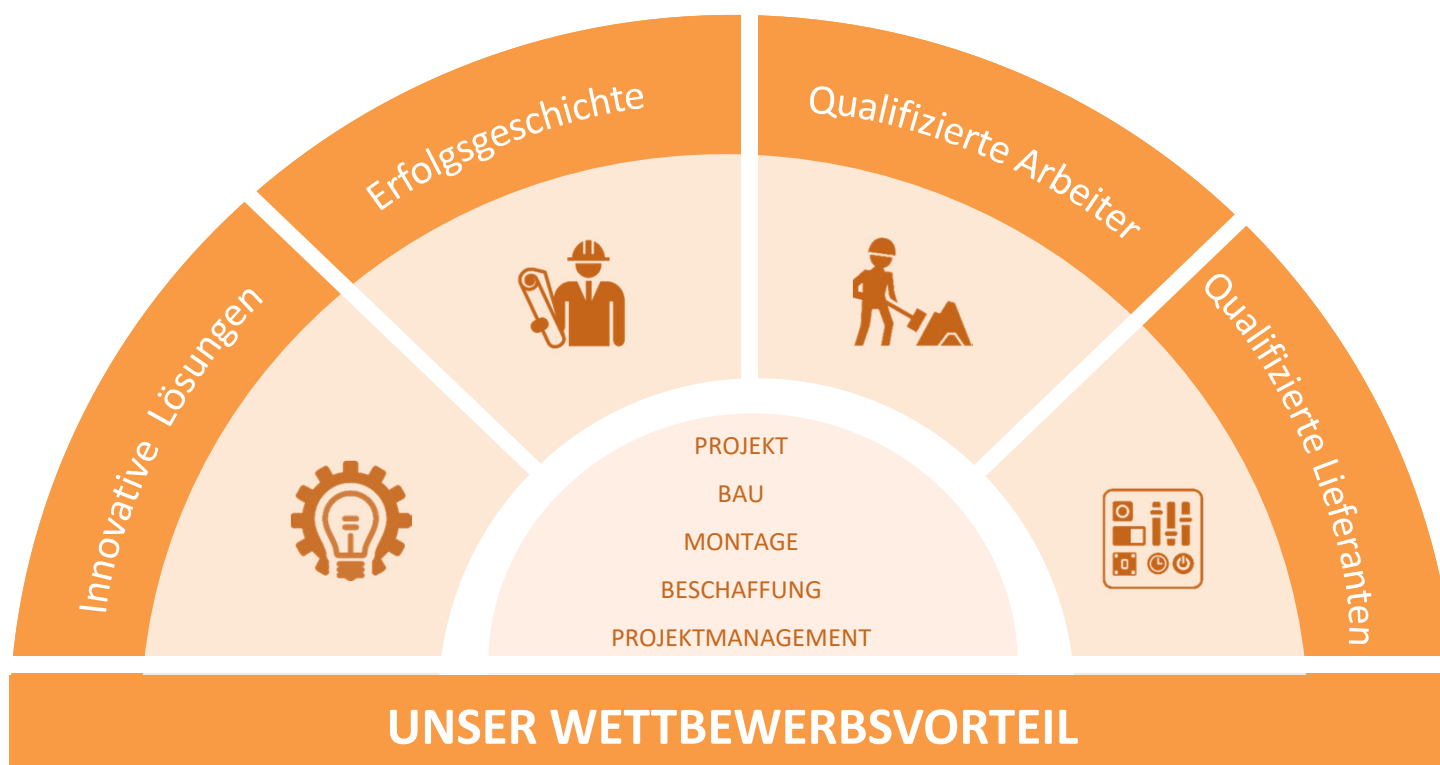 Innovative Lösungen
Erfolgsgeschichte
Qualifizierte Arbeiter
Qualifizierte Lieferanten
PROJEKT
BAU
MONTAGE
BESCHAFFUNG
PROJEKTMANAGEMENT
UNSER WETTBEWERBSVORTEIL